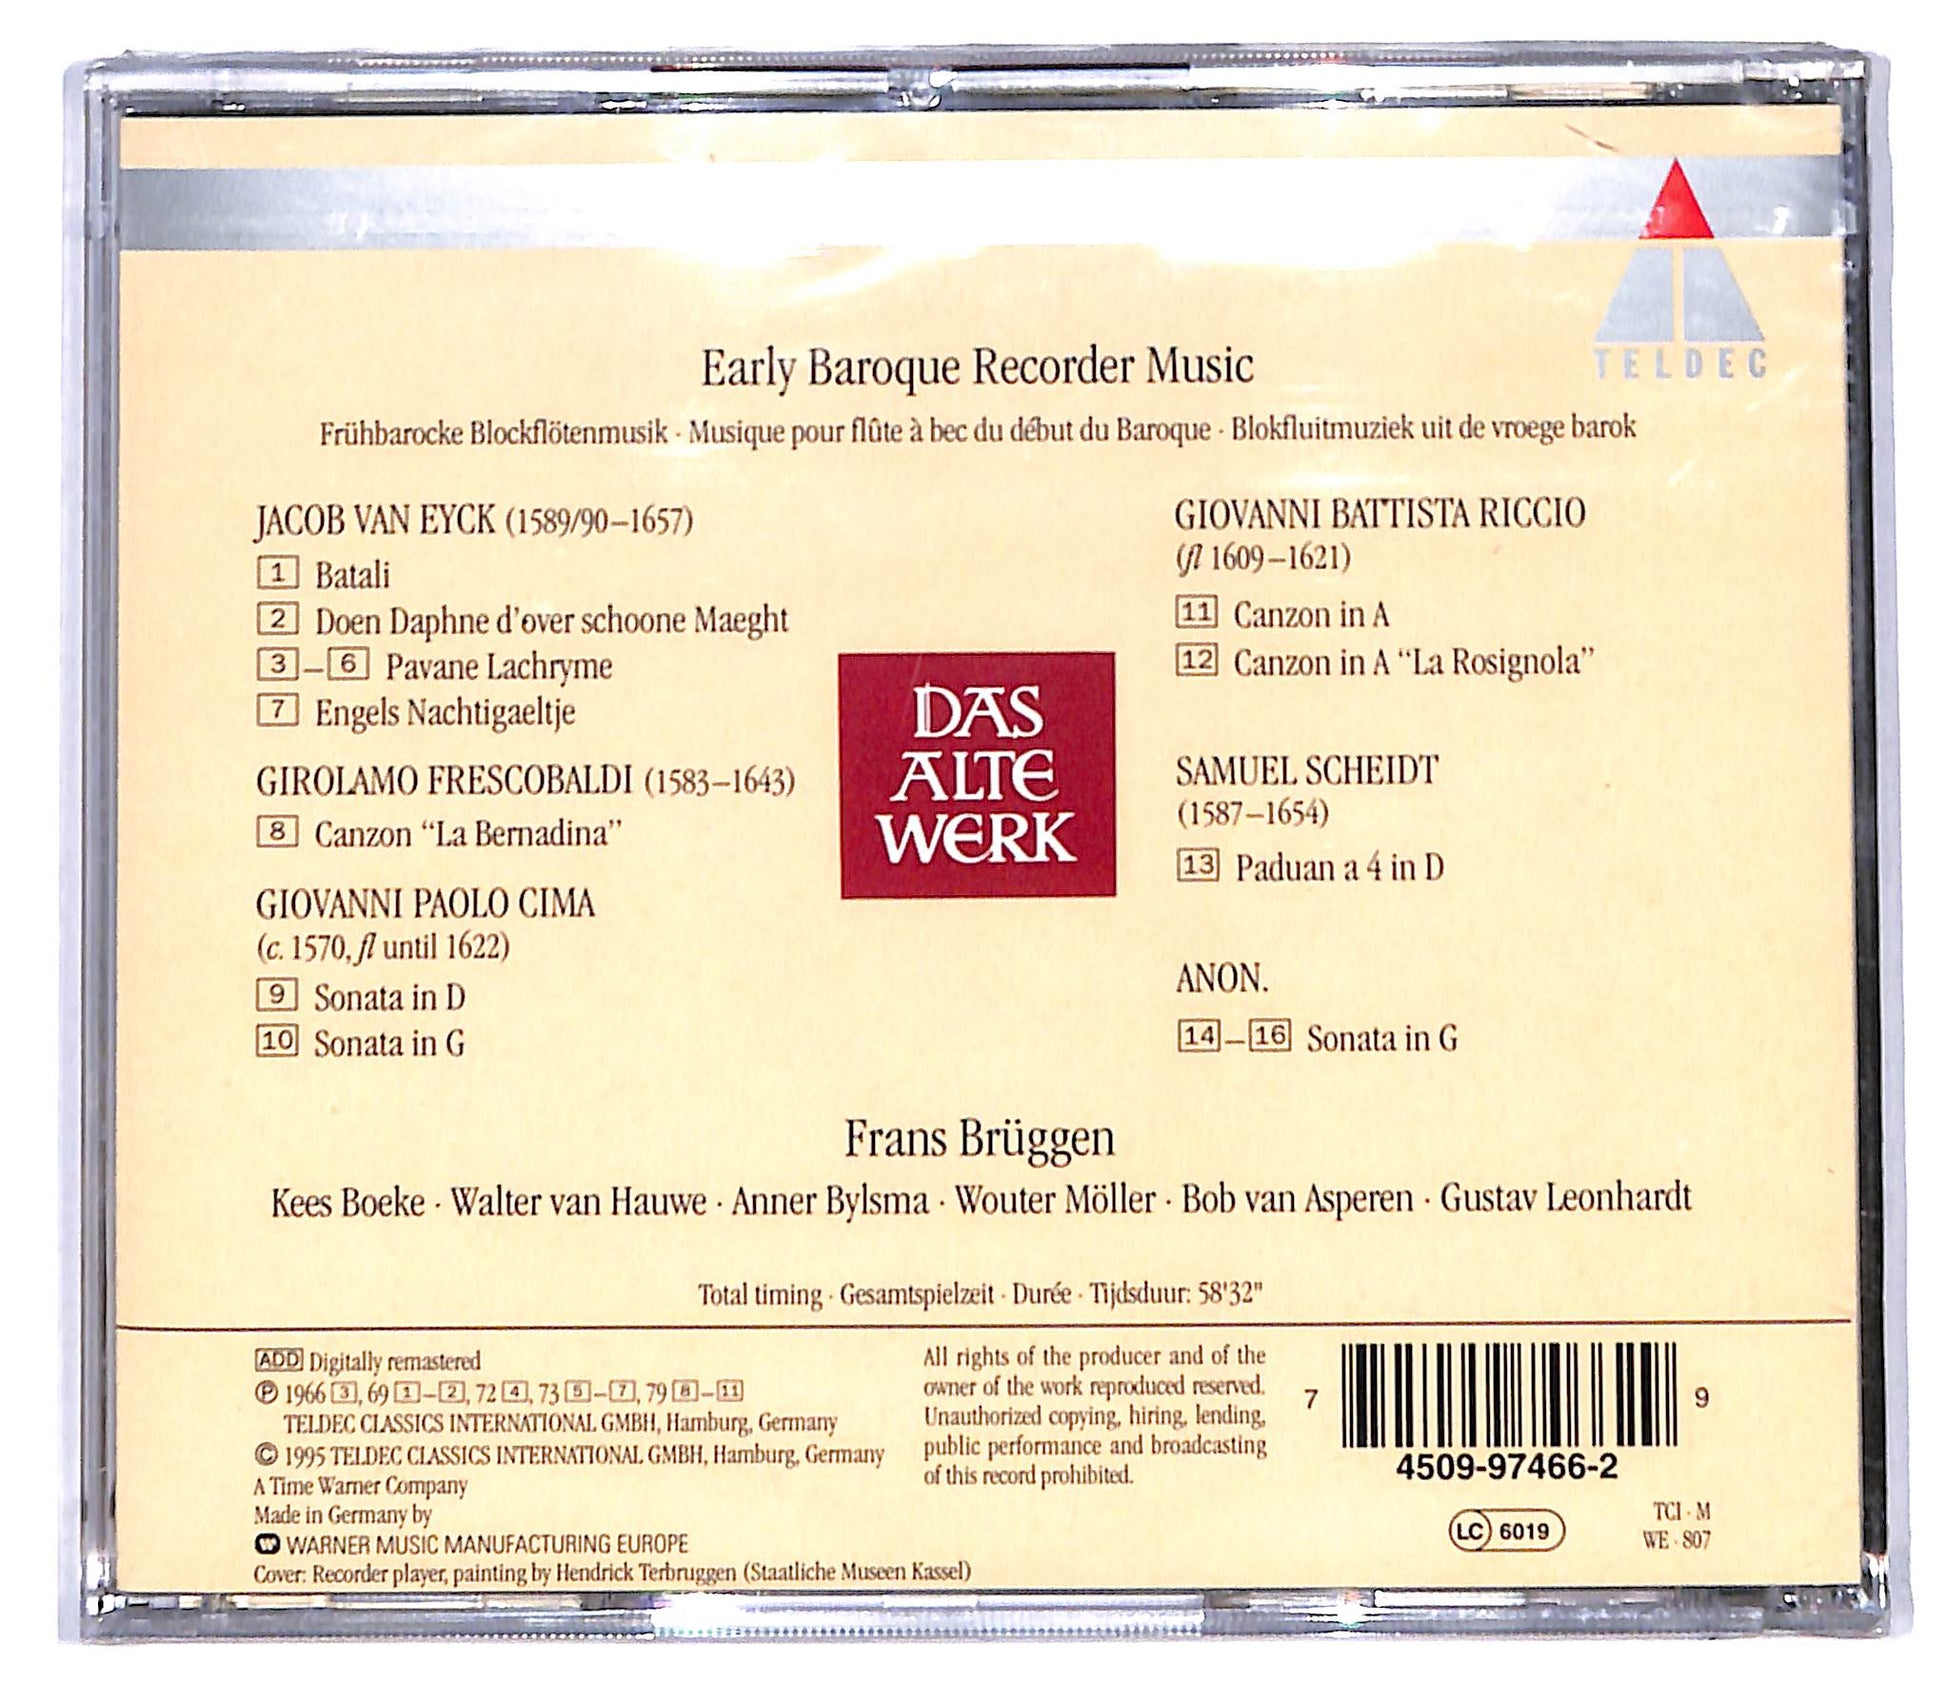 TELDEC
Early Baroque Recorder Music
Frühbarocke Blockflötenmusik · Musique pour flûte à bec du début du Baroque · Blokfluitmuziek uit de vroege barok
JACOB VAN EYCK (1589/90–1657)
1 Batali
2 Doen Daphne d'over schoone Maeght
3 – 6 Pavane Lachryme
7 Engels Nachtigaeltje
GIROLAMO FRESCOBALDI (1583–1643)
8 Canzon “La Bernadina”
GIOVANNI PAOLO CIMA
(c. 1570, fl until 1622)
9 Sonata in D
10 Sonata in G
DAS
ALTE
WERK
GIOVANNI BATTISTA RICCIO
(fl 1609–1621)
11 Canzon in A
12 Canzon in A “La Rosignola”
SAMUEL SCHEIDT
(1587–1654)
13 Paduan a 4 in D
ANON.
14 – 16 Sonata in G
Frans Brüggen
Kees Boeke · Walter van Hauwe · Anner Bylsma · Wouter Möller · Bob van Asperen · Gustav Leonhardt
Total timing · Gesamtspielzeit · Durée · Tijdsduur: 58'32"
ADD Digitally remastered
℗ 1966 3, 69 1 – 2, 72 4, 73 5 – 7, 79 8 – 11
TELDEC CLASSICS INTERNATIONAL GMBH, Hamburg, Germany
© 1995 TELDEC CLASSICS INTERNATIONAL GMBH, Hamburg, Germany
A Time Warner Company
Made in Germany by
WARNER MUSIC MANUFACTURING EUROPE
Cover: Recorder player, painting by Hendrick Terbruggen (Staatliche Museen Kassel)
All rights of the producer and of the
owner of the work reproduced reserved.
Unauthorized copying, hiring, lending,
public performance and broadcasting
of this record prohibited.
7 9
4509-97466-2
LC 6019
TCI · M
WE · 807